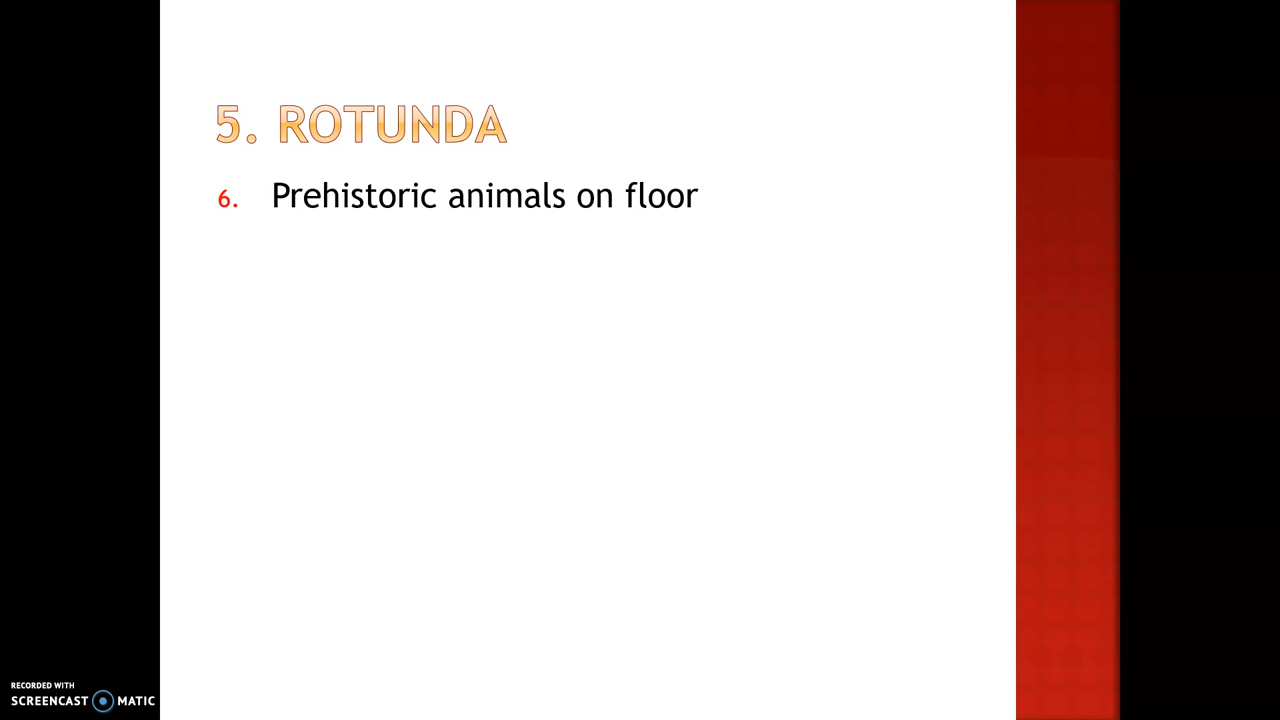 5. ROTUNDA
6. Prehistoric animals on floor
RECORDED WITH
SCREENCAST MATIC